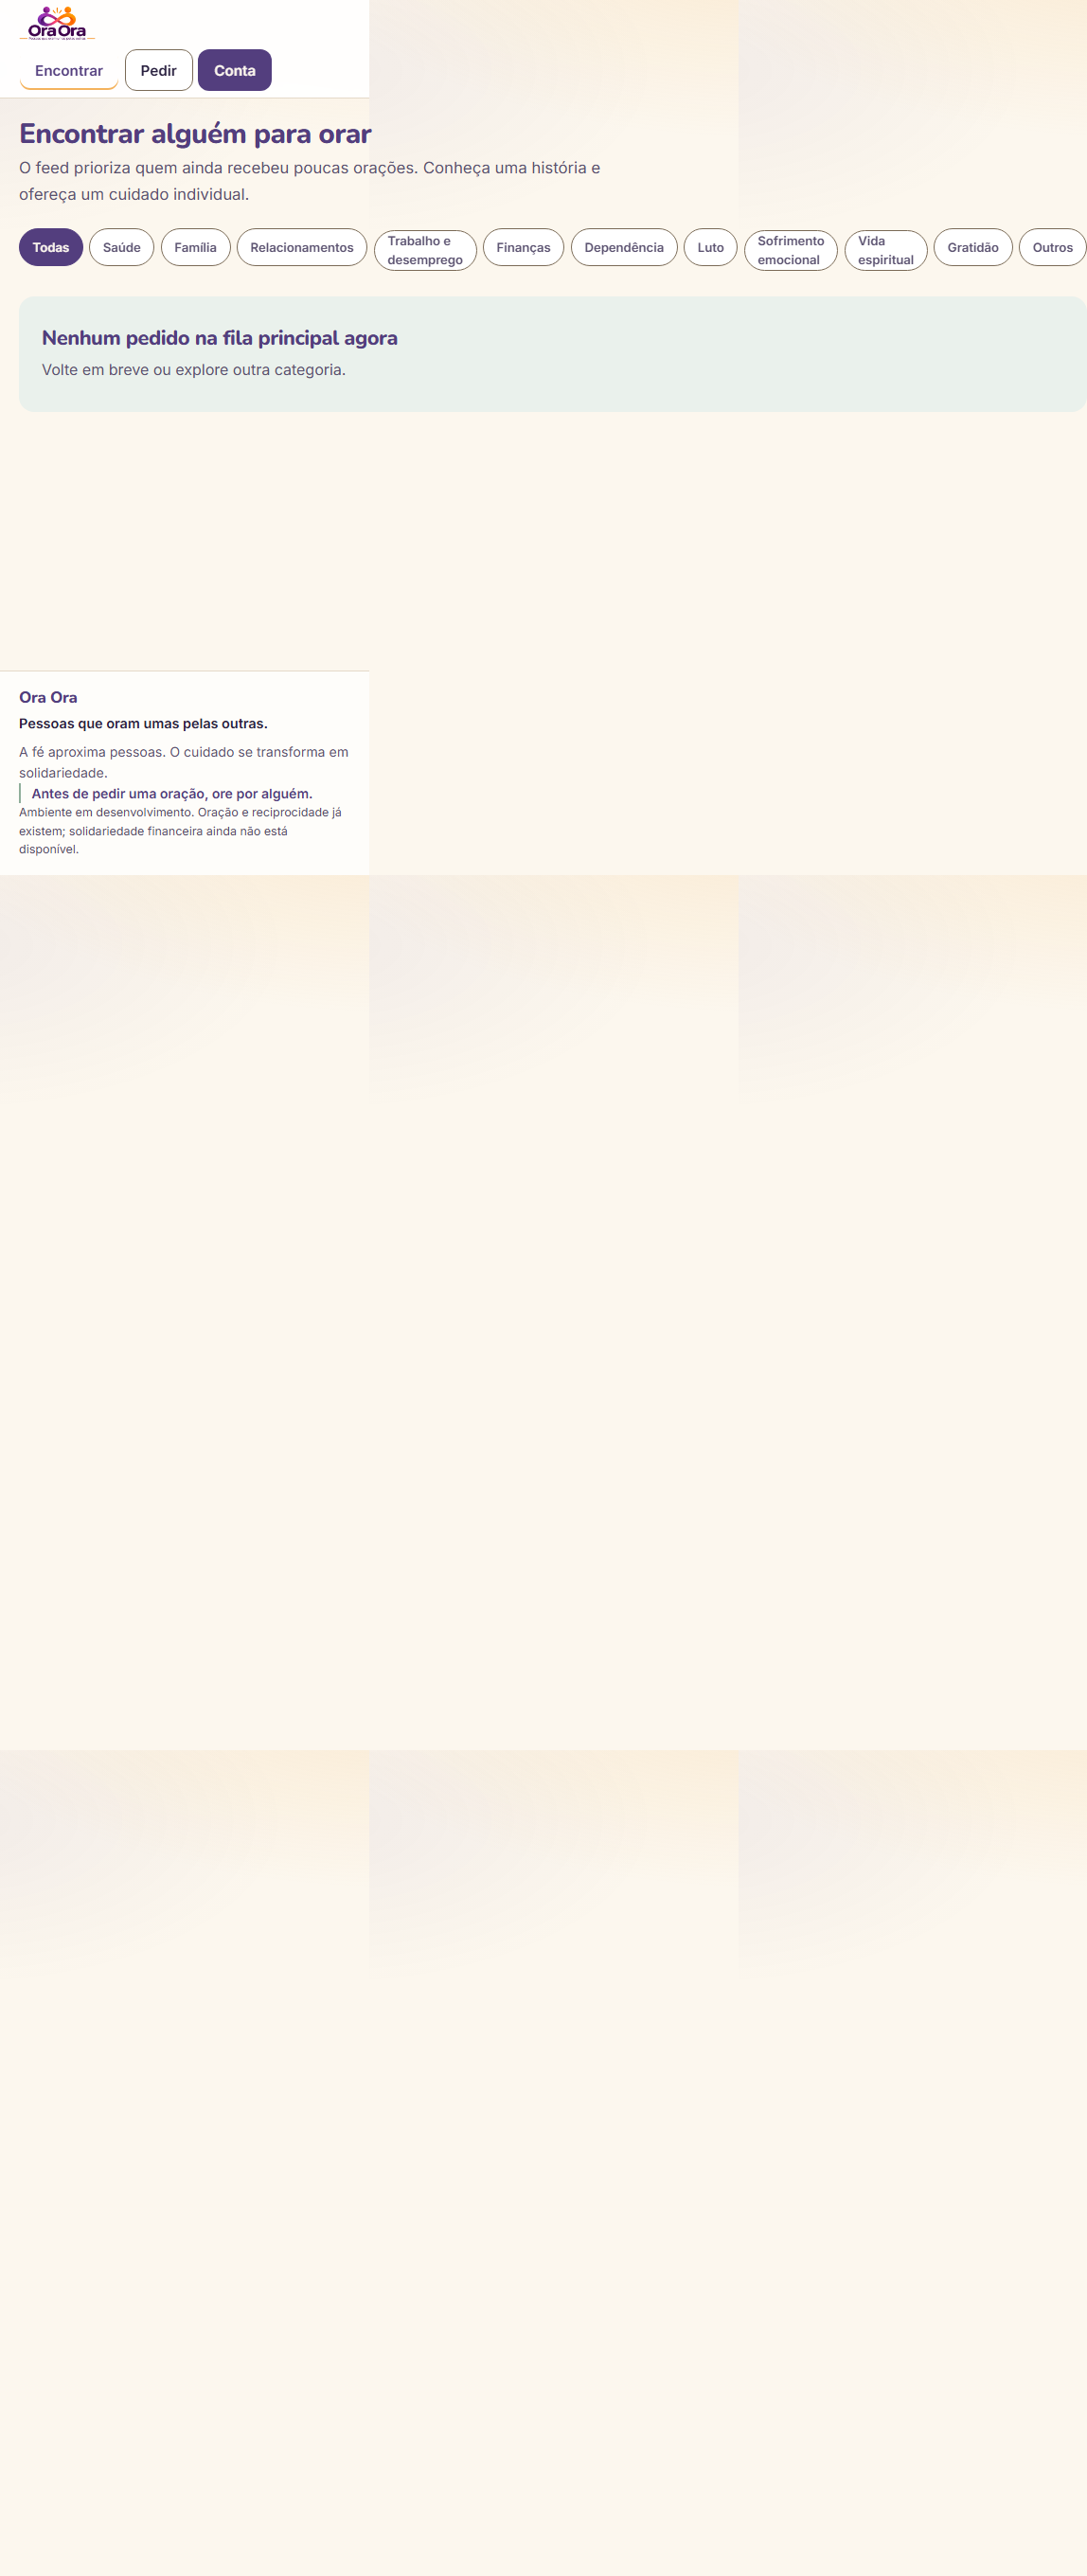 Ora Ora
Encontrar
Pedir
Conta
Encontrar alguém para orar
O feed prioriza quem ainda recebeu poucas orações. Conheça uma história e
ofereça um cuidado individual.
Todas
Saúde
Família
Relacionamentos
Trabalho e
desemprego
Finanças
Dependência
Luto
Sofrimento
emocional
Vida
espiritual
Gratidão
Outros
Nenhum pedido na fila principal agora
Volte em breve ou explore outra categoria.
Ora Ora
Pessoas que oram umas pelas outras.
A fé aproxima pessoas. O cuidado se transforma em
solidariedade.
Antes de pedir uma oração, ore por alguém.
Ambiente em desenvolvimento. Oração e reciprocidade já
existem; solidariedade financeira ainda não está
disponível.